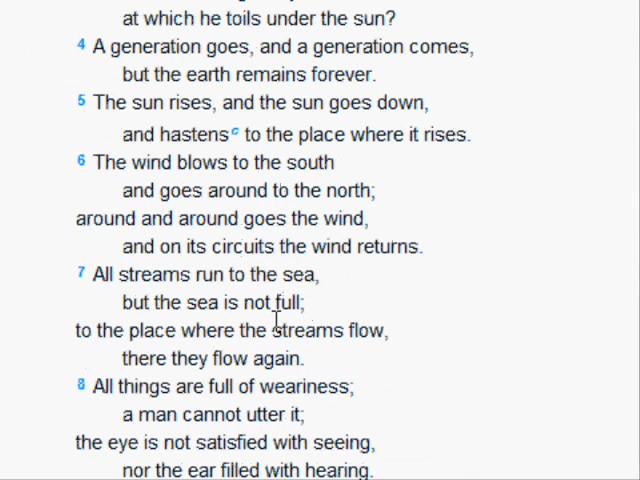 at which he toils under the sun?
4 A generation goes, and a generation comes,
but the earth remains forever.
5 The sun rises, and the sun goes down,
and hastens c to the place where it rises.
6 The wind blows to the south
and goes around to the north;
around and around goes the wind,
and on its circuits the wind returns.
7 All streams run to the sea,
but the sea is not full;
to the place where the streams flow,
there they flow again.
8 All things are full of weariness;
a man cannot utter it;
the eye is not satisfied with seeing,
nor the ear filled with hearing.